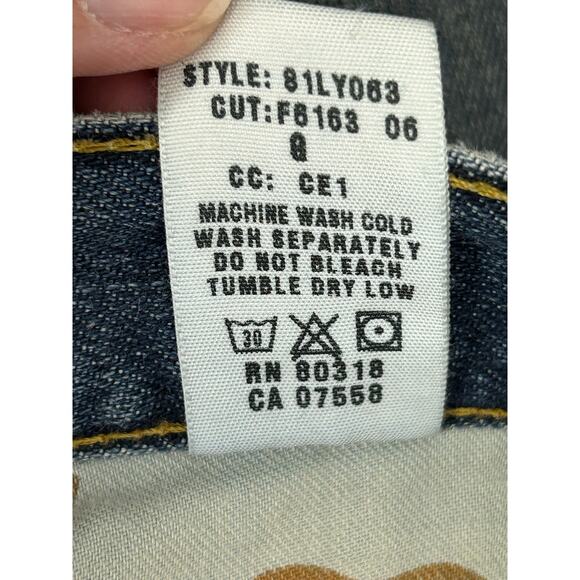 STYLE: 81LY063
CUT:F6163 06
8
CC: CE1
MACHINE WASH COLD
WASH SEPARATELY
DO NOT BLEACH
TUMBLE DRY LOW
30
RN 80318
CA 07558